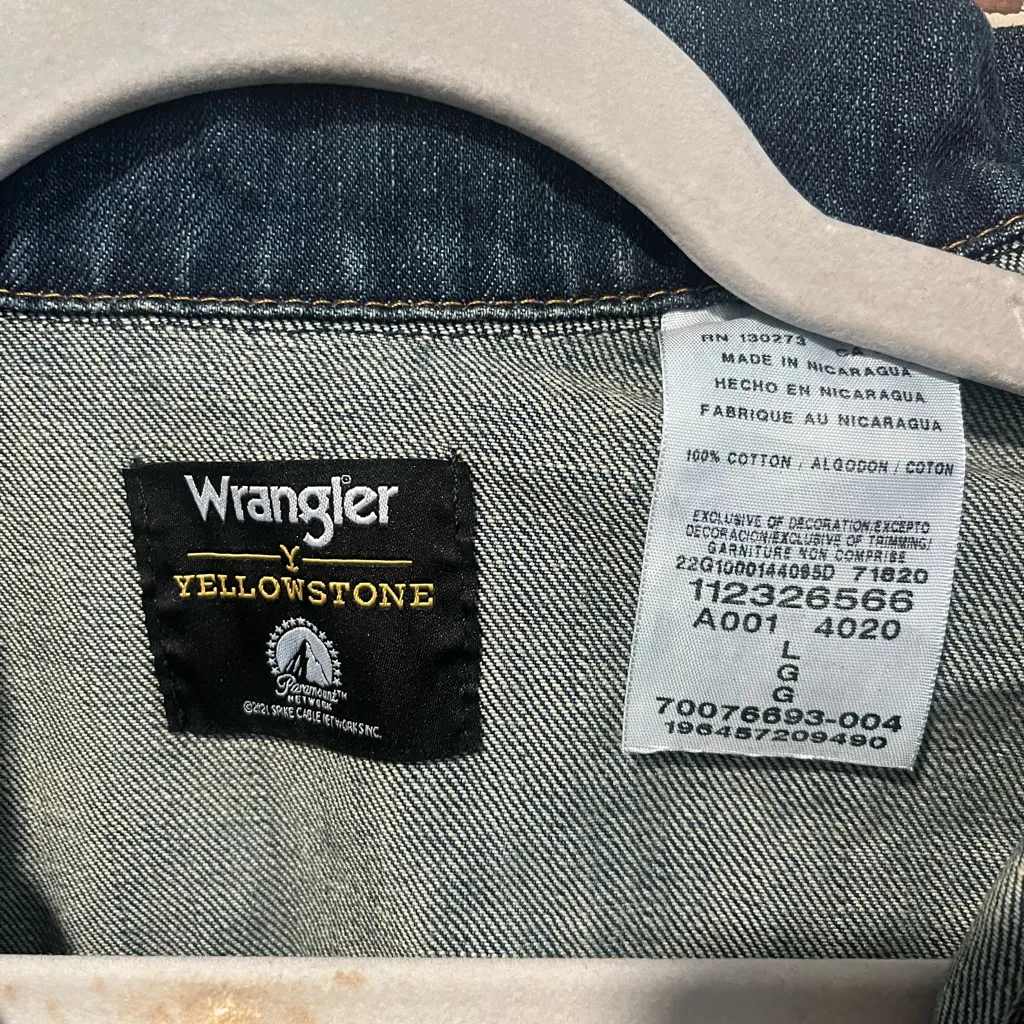 Wrangler
Y
YELLOWSTONE
Paramount™
NETWORK
©2021 SPIKE CABLE NETWORKS INC.
RN 130273
MADE IN NICARAGUA
HECHO EN NICARAGUA
FABRIQUE AU NICARAGUA
100% COTTON / ALGODON / COTON
EXCLUSIVE OF DECORATION/EXCEPTO
DECORACION/EXCLUSIVE OF TRIMMING/
GARNITURE NON COMPRISE
22G1000144095D 71820
112326566
A001 4020
L
G
G
70076693-004
196457209490